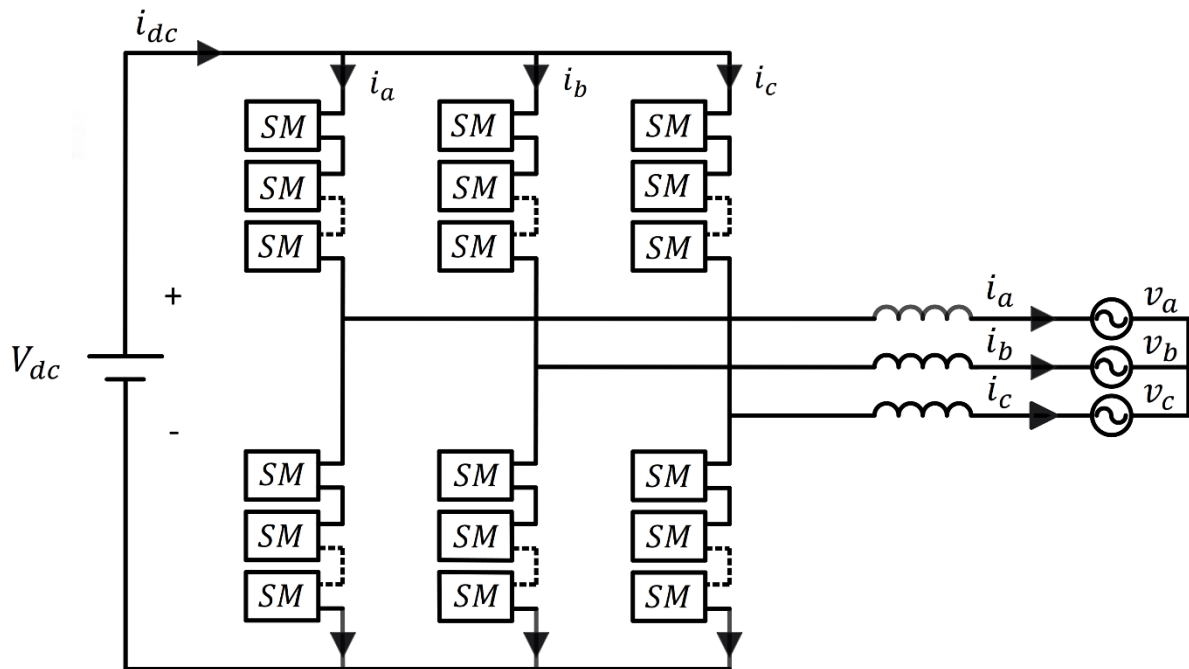 i_dc
i_a i_b i_c
SM SM SM
SM SM SM
SM SM SM
+
V_dc
-
i_a v_a
i_b v_b
i_c v_c
SM SM SM
SM SM SM
SM SM SM